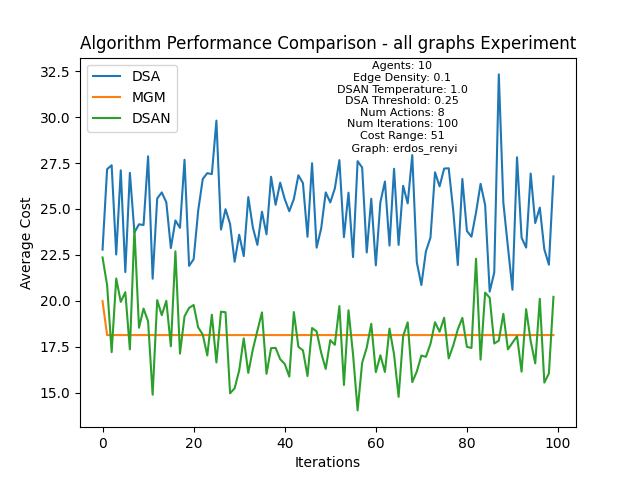 Algorithm Performance Comparison - all graphs Experiment
DSA
MGM
DSAN
Agents: 10
Edge Density: 0.1
DSAN Temperature: 1.0
DSA Threshold: 0.25
Num Actions: 8
Num Iterations: 100
Cost Range: 51
Graph: erdos_renyi
Average Cost
32.5
30.0
27.5
25.0
22.5
20.0
17.5
15.0
0 20 40 60 80 100
Iterations